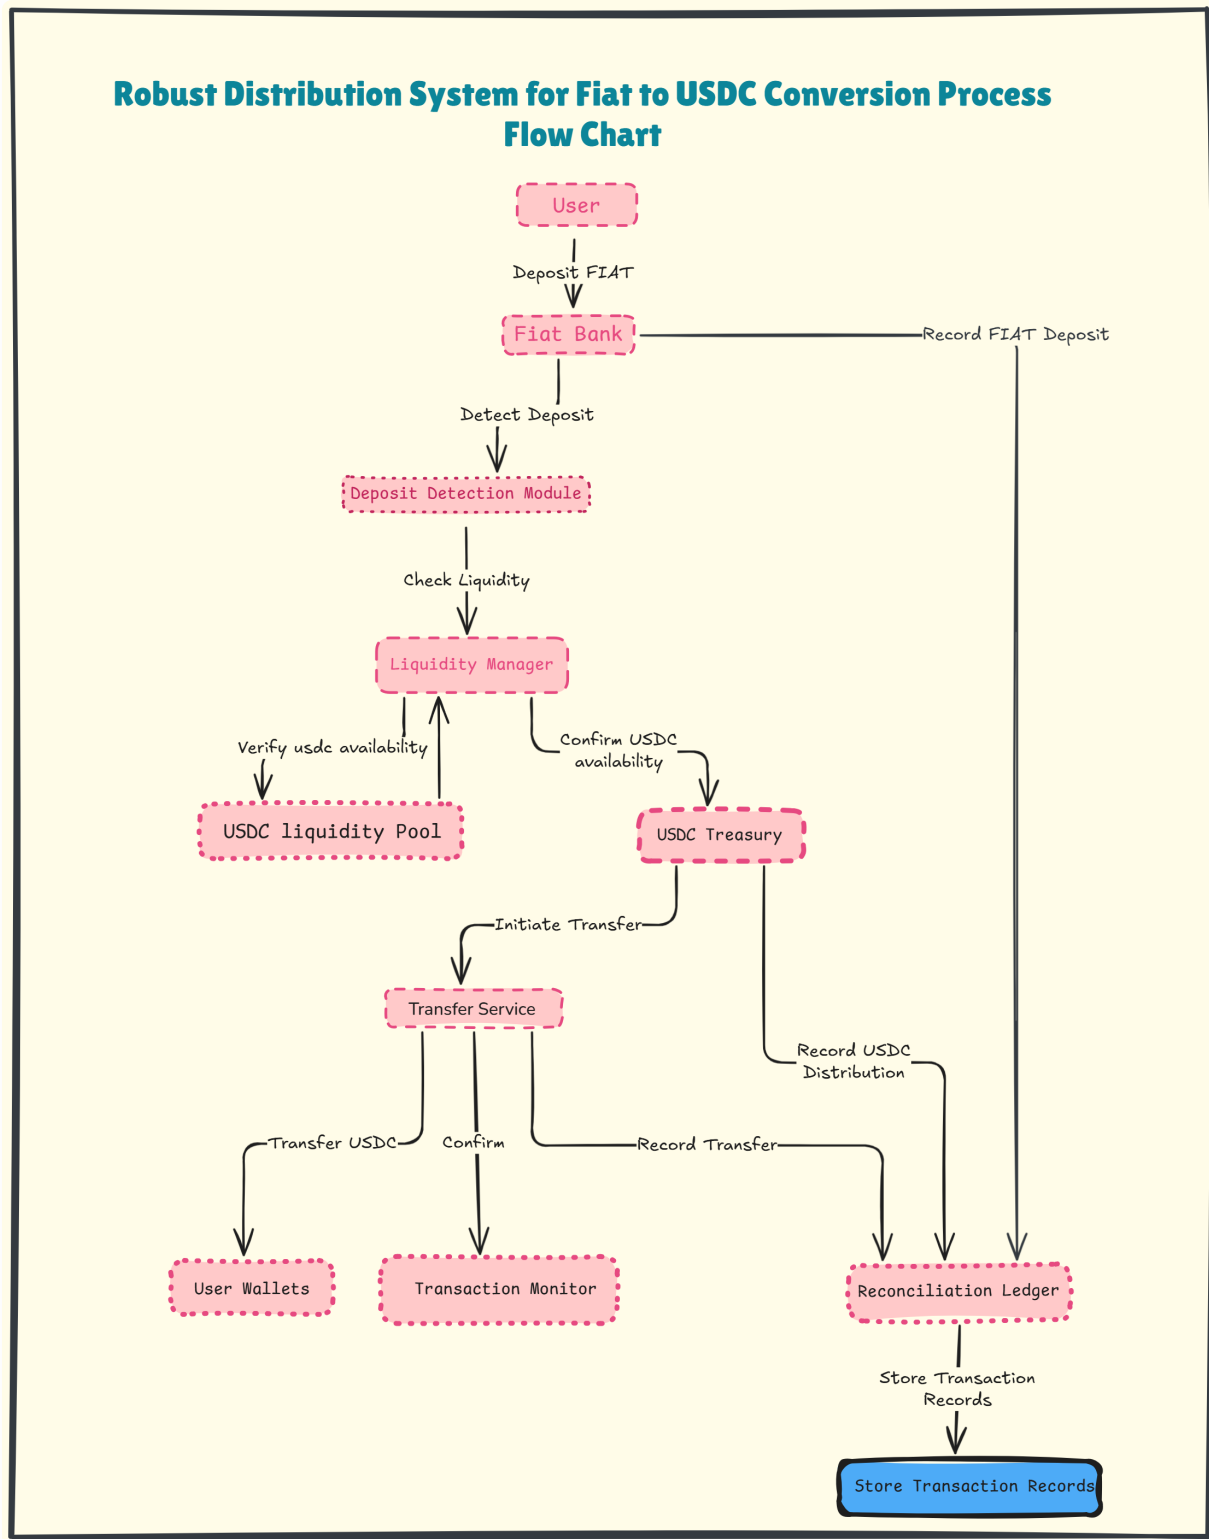 Robust Distribution System for Fiat to USDC Conversion Process
Flow Chart
User
Deposit FIAT
Fiat Bank
Record FIAT Deposit
Detect Deposit
Deposit Detection Module
Check Liquidity
Liquidity Manager
Verify usdc availability
Confirm USDC
availability
USDC liquidity Pool
USDC Treasury
Initiate Transfer
Transfer Service
Record USDC
Distribution
Transfer USDC
Confirm
Record Transfer
User Wallets
Transaction Monitor
Reconciliation Ledger
Store Transaction
Records
Store Transaction Records